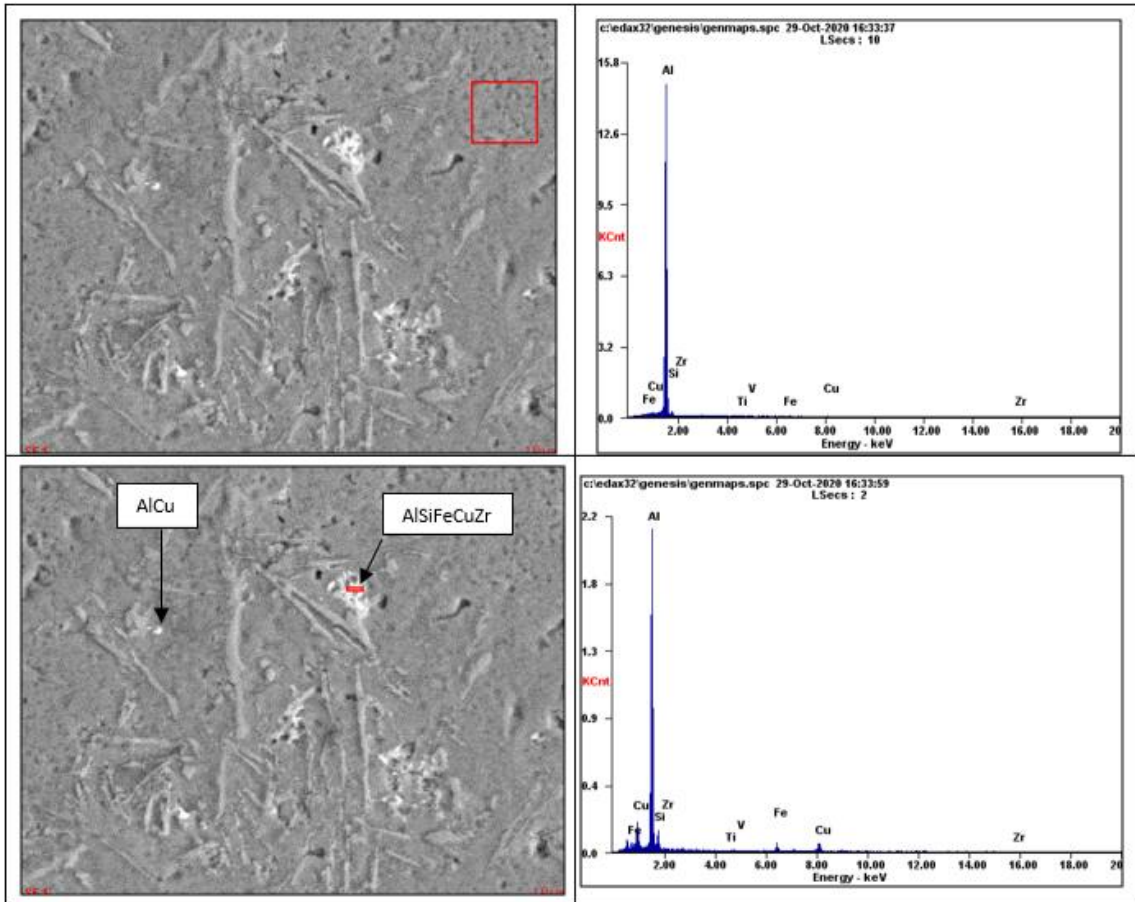 c:\edax32\genesis\genmaps.spc 29-Oct-2020 16:33:37
LSecs : 10
15.8
Al
12.6
9.5
KCnt
6.3
3.2
Zr
Si
Cu
V
Cu
Fe
Ti
Fe
Zr
0.0
2.00 4.00 6.00 8.00 10.00 12.00 14.00 16.00 18.00 20
Energy - keV
AlCu
AlSiFeCuZr
c:\edax32\genesis\genmaps.spc 29-Oct-2020 16:33:59
LSecs : 2
2.2
Al
1.8
1.3
KCnt
0.9
0.4
Cu
Zr
Fe
Si
V
Fe
Ti
Cu
Zr
0.0
2.00 4.00 6.00 8.00 10.00 12.00 14.00 16.00 18.00 20
Energy - keV